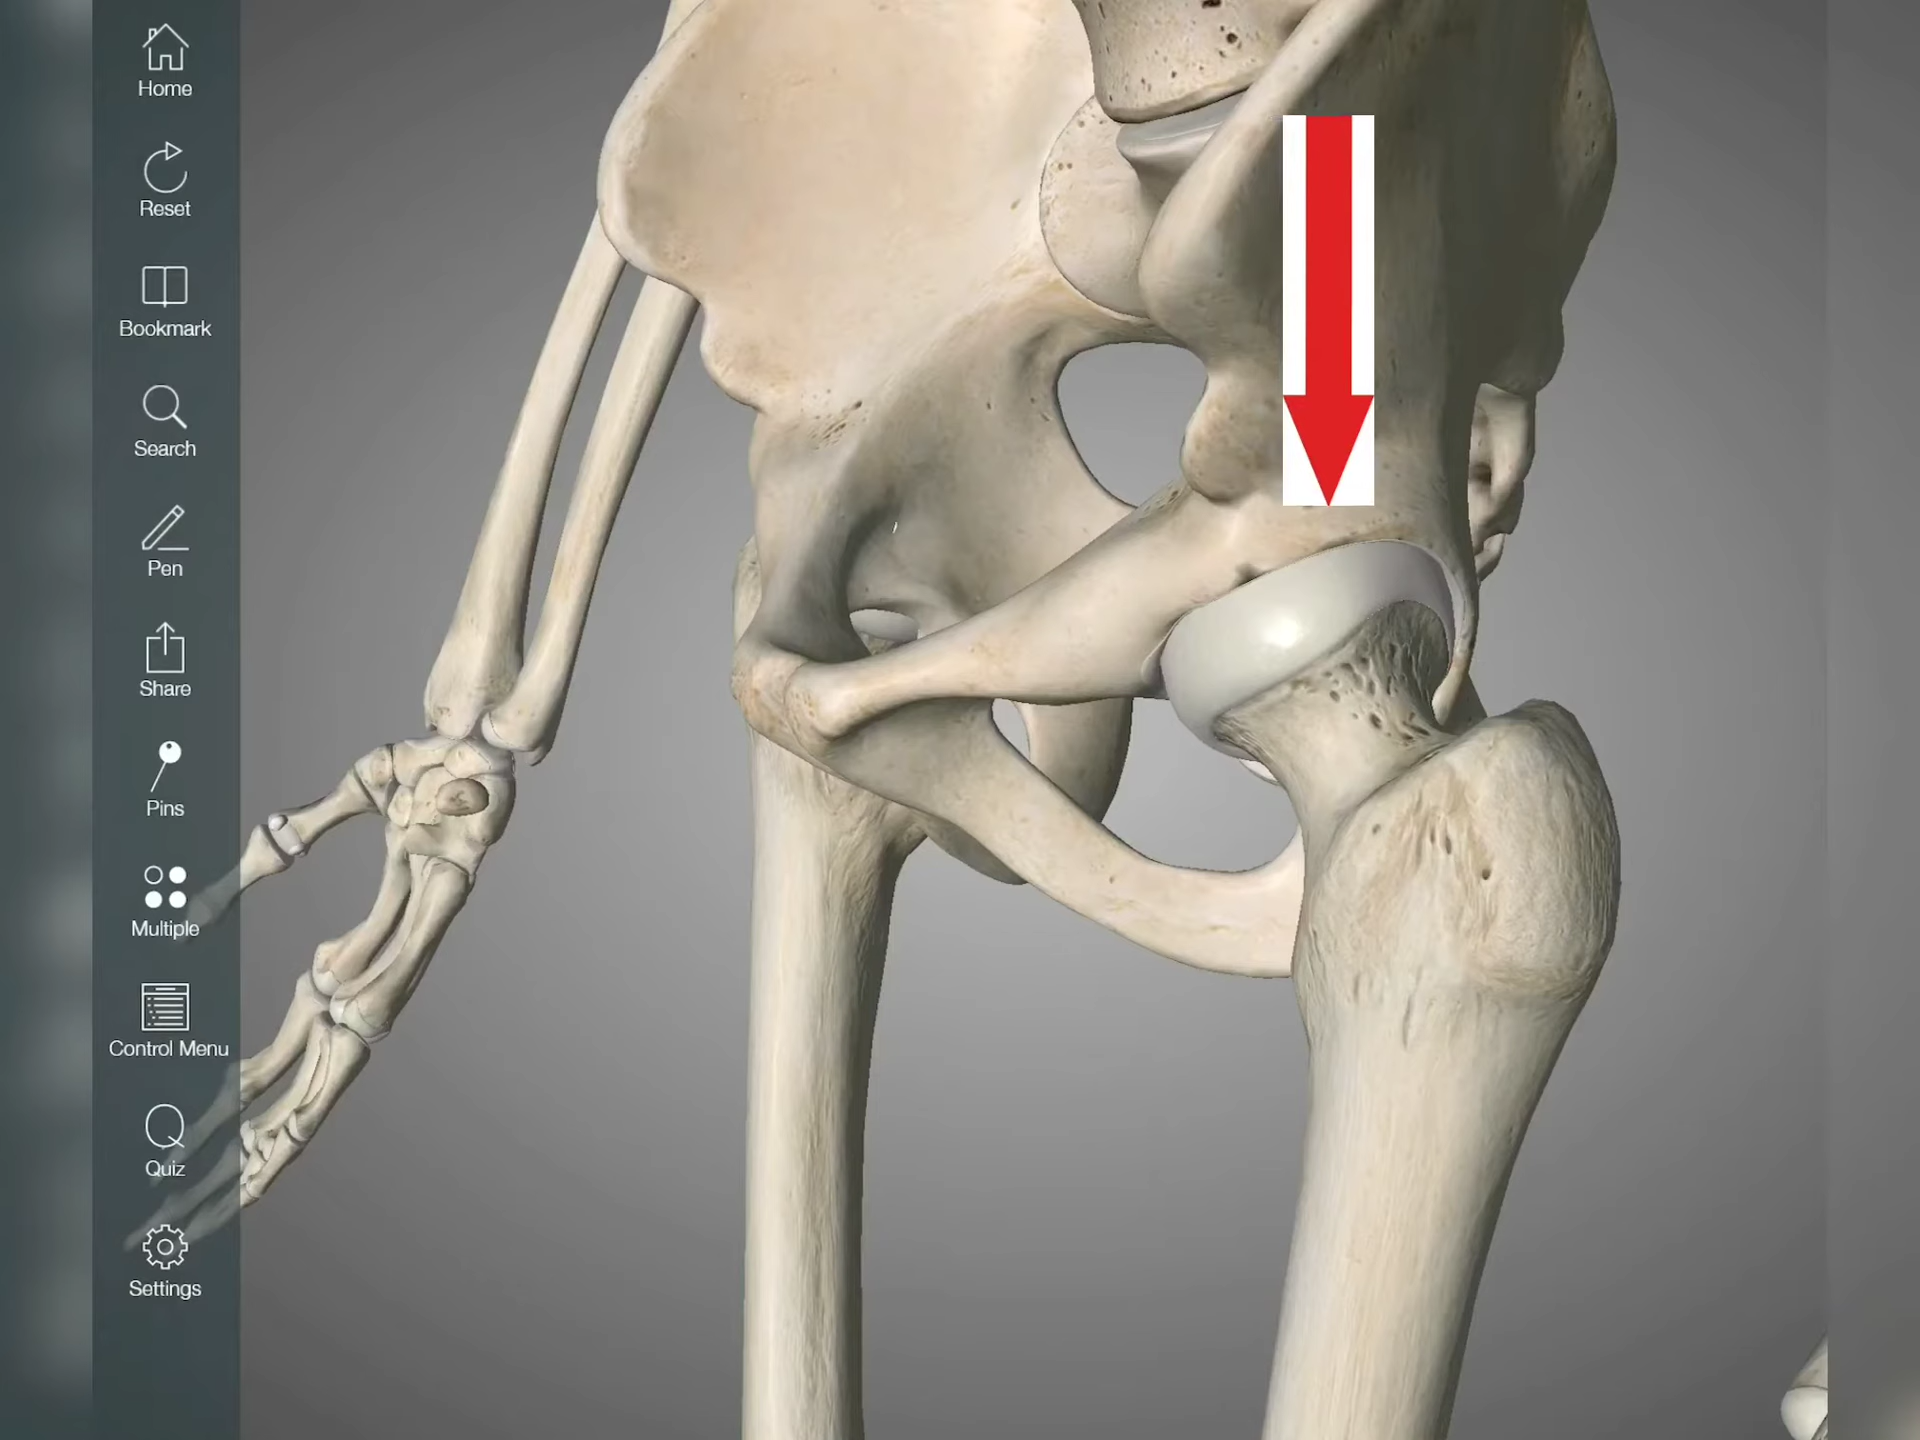 Home
Reset
Bookmark
Search
Pen
Share
Pins
Multiple
Control Menu
Quiz
Settings